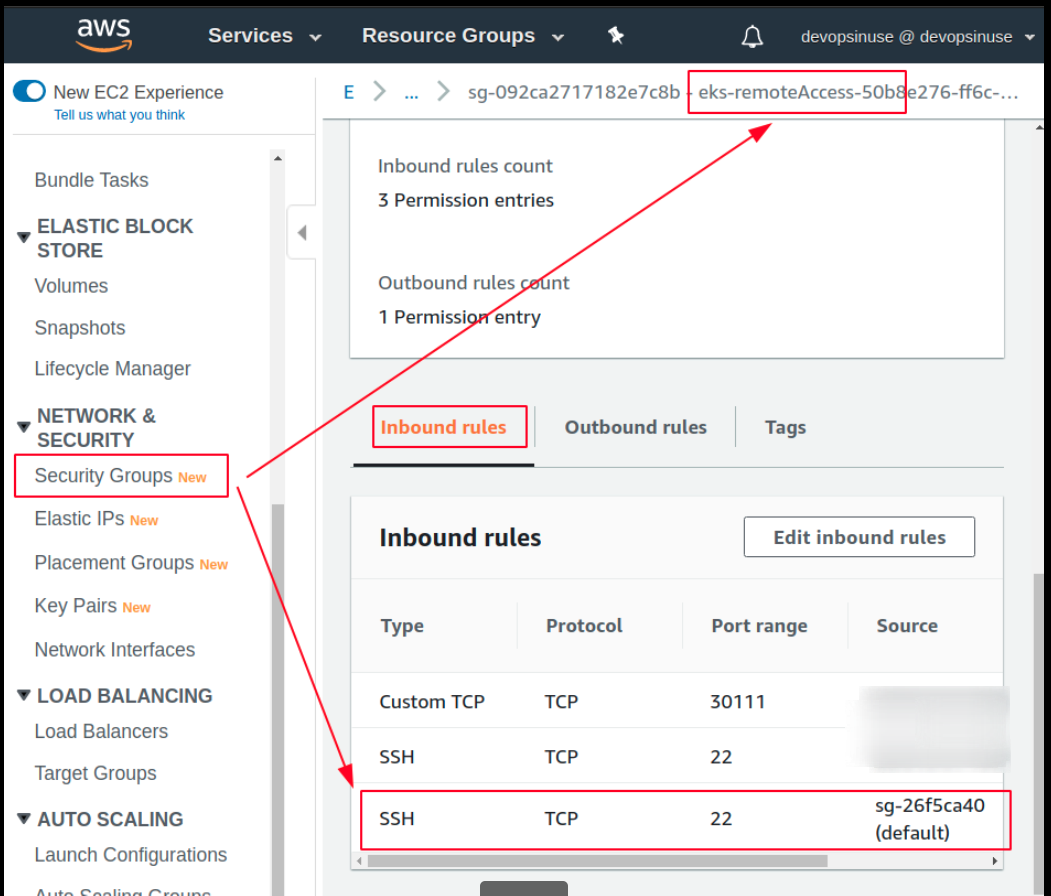 aws
Services
Resource Groups
devopsinuse @ devopsinuse
New EC2 Experience
Tell us what you think
E
...
sg-092ca2717182e7c8b - eks-remoteAccess-50b8e276-ff6c-...
Bundle Tasks
ELASTIC BLOCK
STORE
Volumes
Snapshots
Lifecycle Manager
NETWORK &
SECURITY
Security Groups New
Elastic IPs New
Placement Groups New
Key Pairs New
Network Interfaces
LOAD BALANCING
Load Balancers
Target Groups
AUTO SCALING
Launch Configurations
Auto Scaling Groups
Inbound rules count
3 Permission entries
Outbound rules count
1 Permission entry
Inbound rules
Outbound rules
Tags
Inbound rules
Edit inbound rules
Type Protocol Port range Source
Custom TCP TCP 30111
SSH TCP 22
SSH TCP 22 sg-26f5ca40
(default)